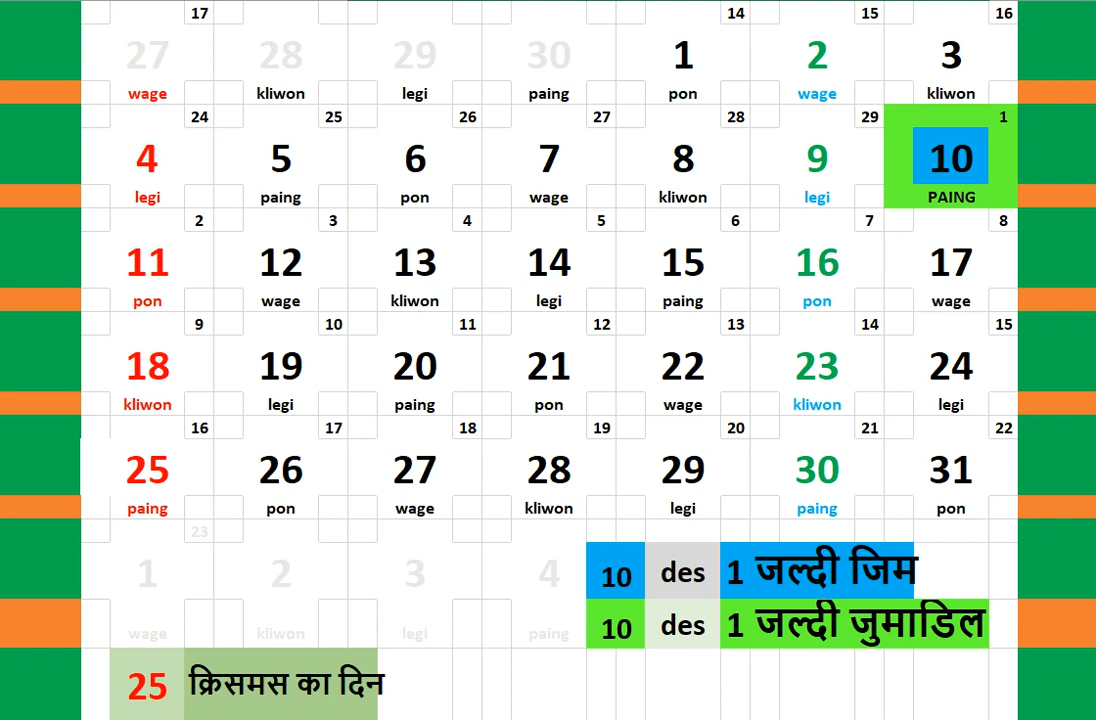 17 14 15 16
27 28 29 30 1 2 3
wage kliwon legi paing pon wage kliwon
24 25 26 27 28 29 1
4 5 6 7 8 9 10
legi paing pon wage kliwon legi PAING
2 3 4 5 6 7 8
11 12 13 14 15 16 17
pon wage kliwon legi paing pon wage
9 10 11 12 13 14 15
18 19 20 21 22 23 24
kliwon legi paing pon wage kliwon legi
16 17 18 19 20 21 22
25 26 27 28 29 30 31
paing pon wage kliwon legi paing pon
23
1 2 3 4
wage kliwon legi paing
10 des 1 जल्दी जिम
10 des 1 जल्दी जुमाडिल
25 क्रिसमस का दिन